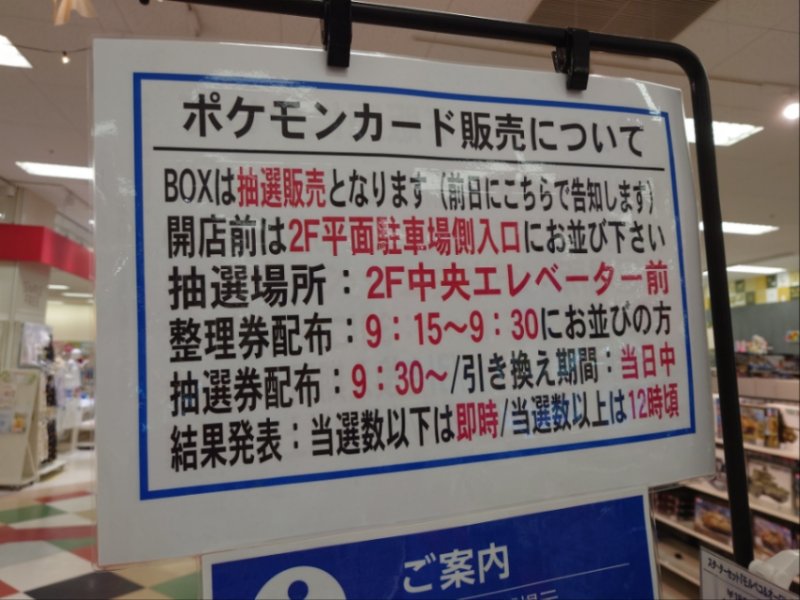 ポケモンカード販売について
BOXは抽選販売となります（前日にこちらで告知します）
開店前は2F平面駐車場側入口にお並び下さい
抽選場所：2F中央エレベーター前
整理券配布：9：15〜9：30にお並びの方
抽選券配布：9：30〜/引き換え期間：当日中
結果発表：当選数以下は即時/当選数以上は12時頃
ご案内